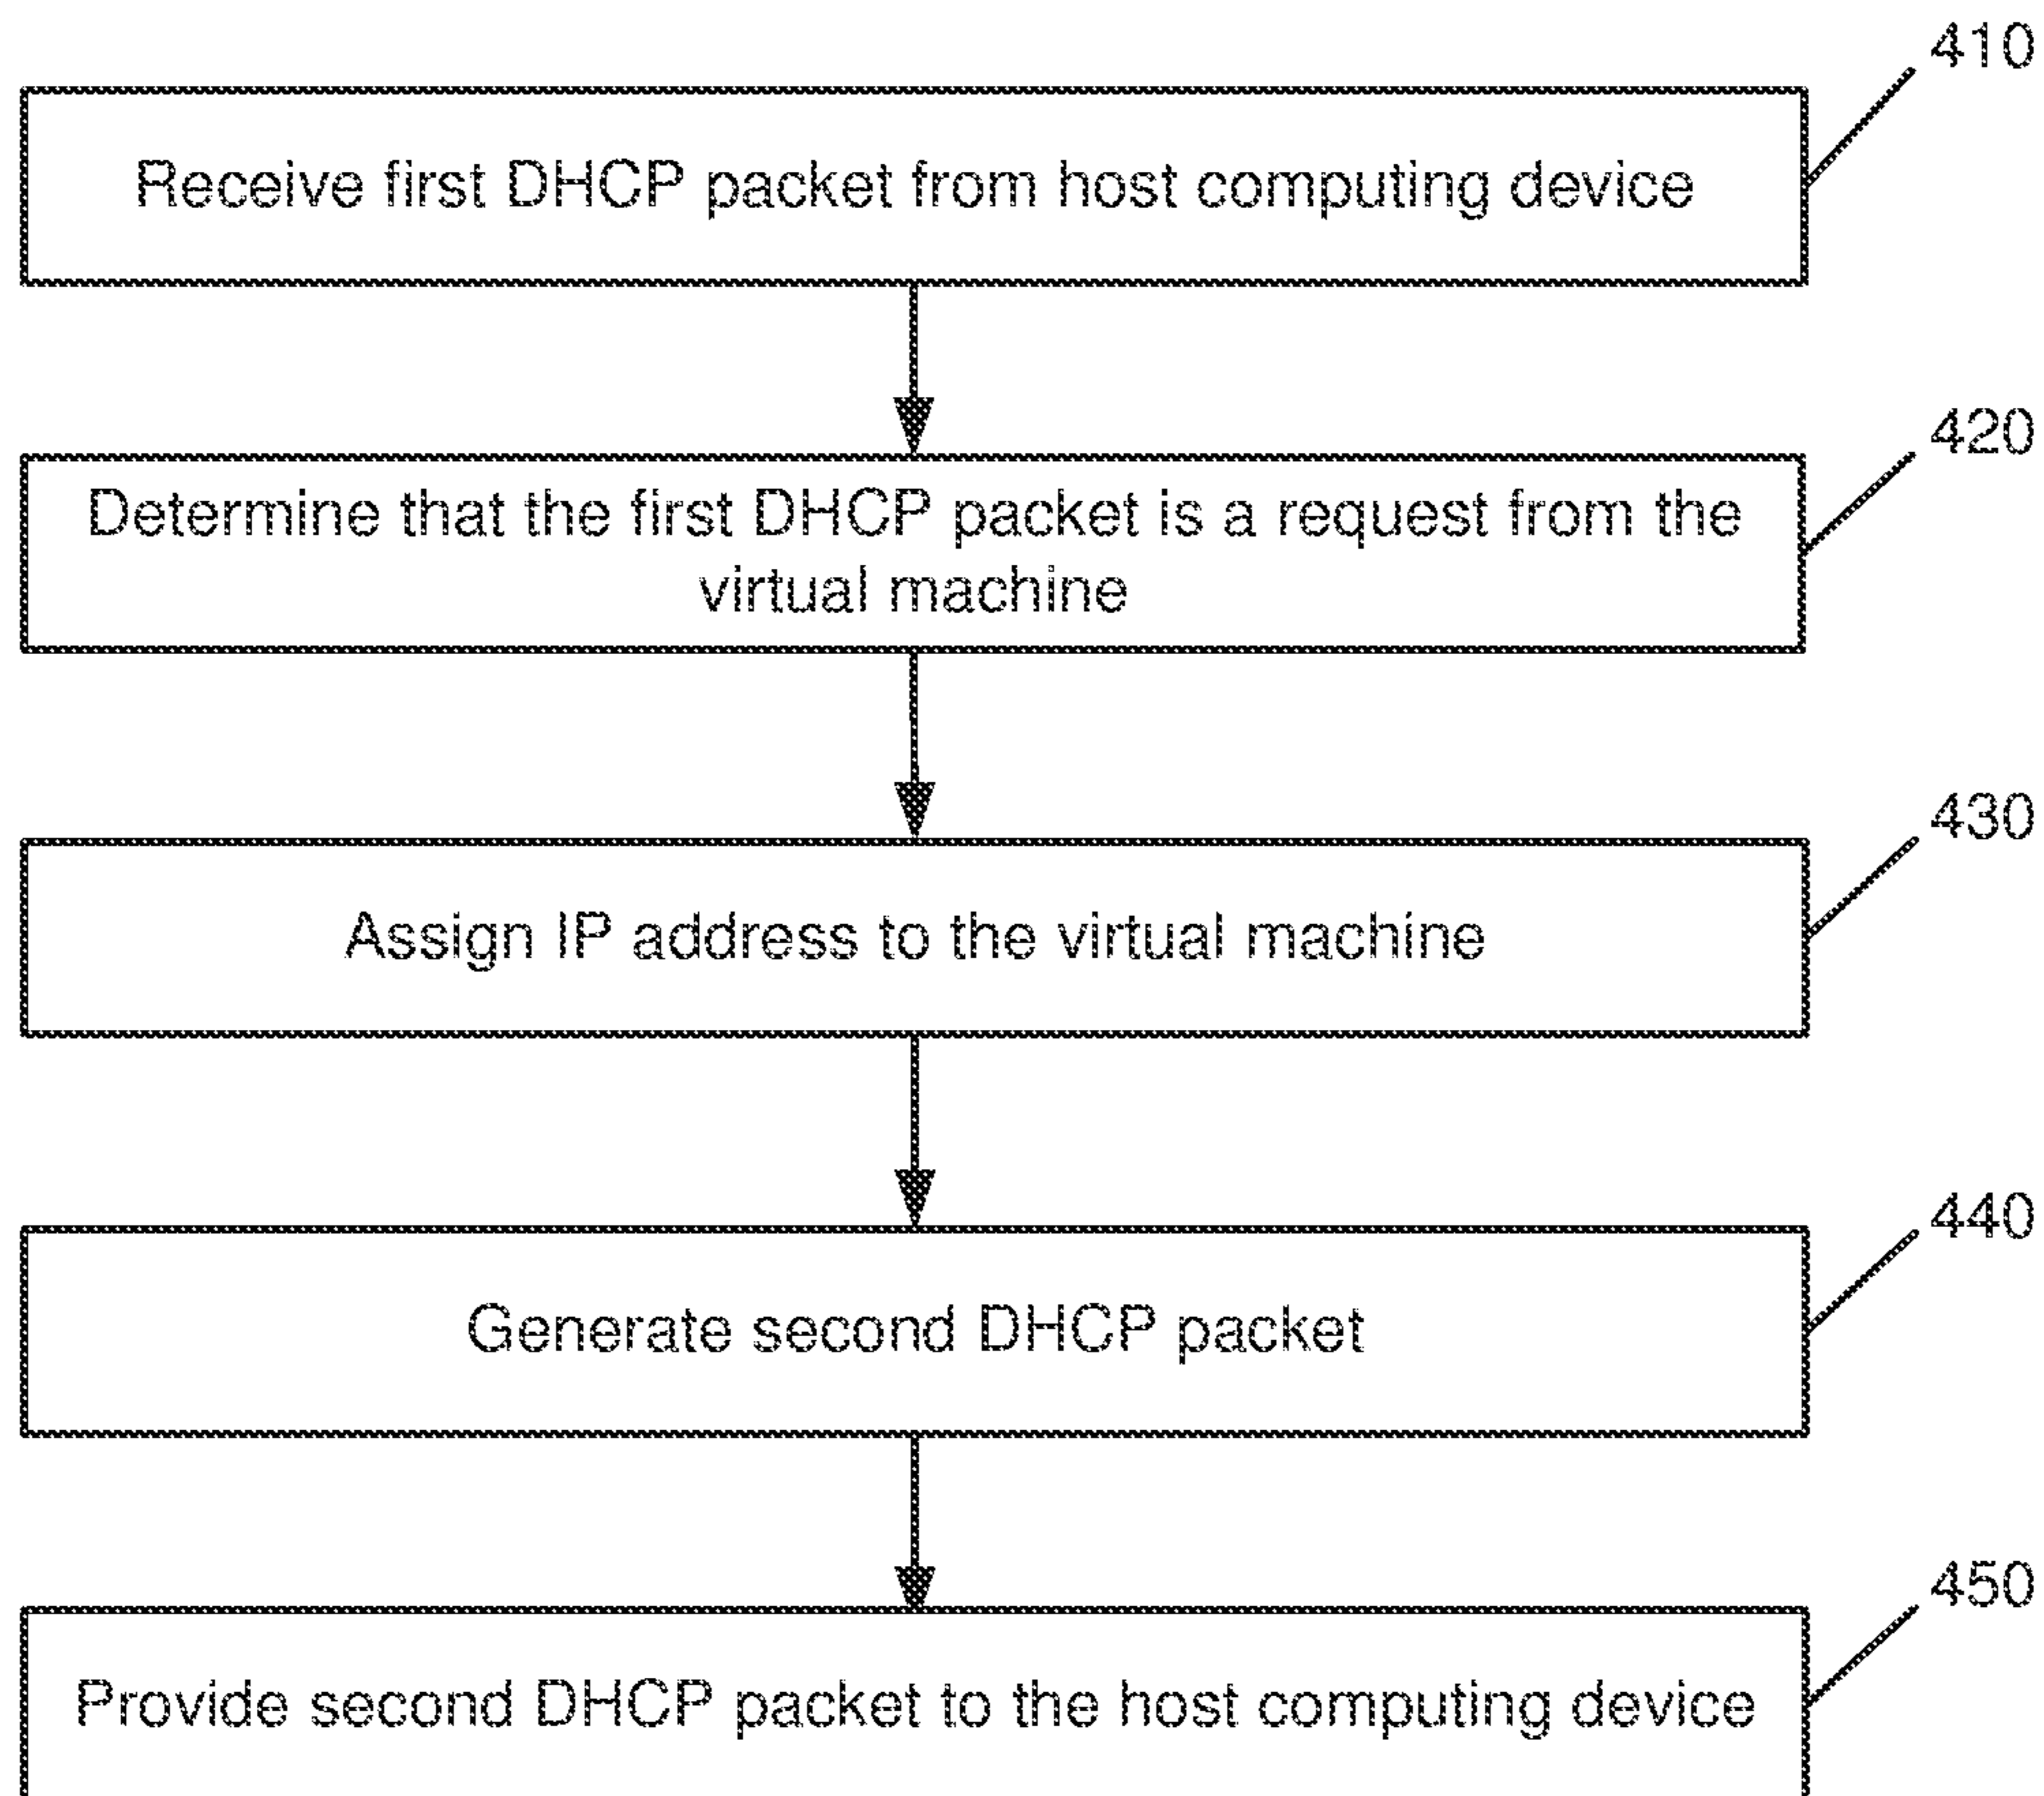 410
Receive first DHCP packet from host computing device
420
Determine that the first DHCP packet is a request from the
virtual machine
430
Assign IP address to the virtual machine
440
Generate second DHCP packet
450
Provide second DHCP packet to the host computing device